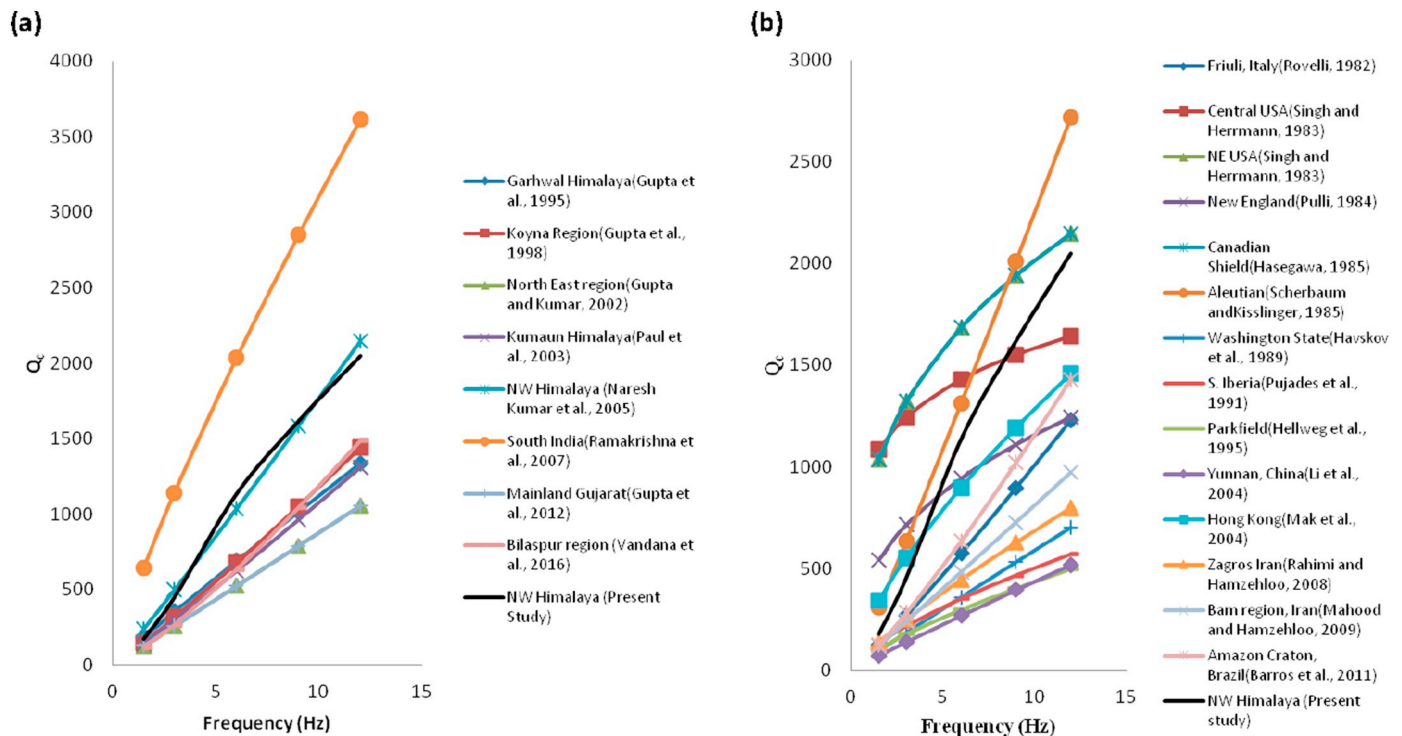 (a)
4000
3500
3000
2500
2000
1500
1000
500
0
Qc
0
5
10
15
Frequency (Hz)
Garhwal Himalaya(Gupta et
al., 1995)
Koyna Region(Gupta et al.,
1998)
North East region(Gupta
and Kumar, 2002)
Kumaun Himalaya(Paul et
al., 2003)
NW Himalaya (Naresh
Kumar et al., 2005)
South India(Ramakrishna et
al., 2007)
Mainland Gujarat(Gupta et
al., 2012)
Bilaspur region (Vandana et
al., 2016)
NW Himalaya (Present
Study)
(b)
3000
2500
2000
1500
1000
500
0
Qc
0
5
10
15
Frequency (Hz)
Friuli, Italy(Rovelli, 1982)
Central USA(Singh and
Herrmann, 1983)
NE USA(Singh and
Herrmann, 1983)
New England(Pulli, 1984)
Canadian
Shield(Hasegawa, 1985)
Aleutian(Scherbaum
andKisslinger, 1985)
Washington State(Havskov
et al., 1989)
S. Iberia(Pujades et al.,
1991)
Parkfield(Hellweg et al.,
1995)
Yunnan, China(Li et al.,
2004)
Hong Kong(Mak et al.,
2004)
Zagros Iran(Rahimi and
Hamzehloo, 2008)
Bam region, Iran(Mahood
and Hamzehloo, 2009)
Amazon Craton,
Brazil(Barros et al., 2011)
NW Himalaya (Present
study)